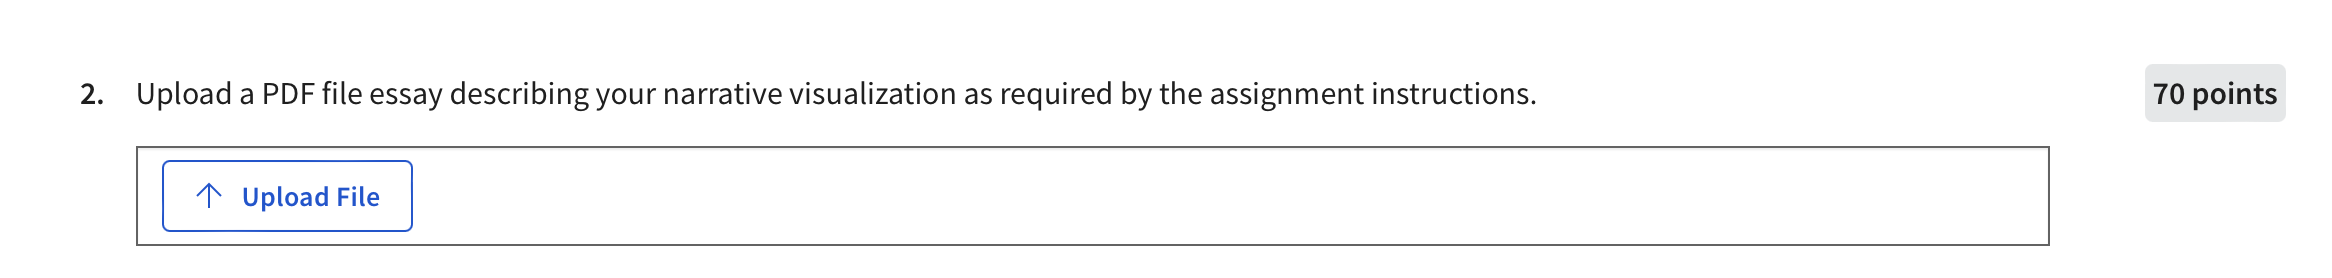 2. Upload a PDF file essay describing your narrative visualization as required by the assignment instructions. 70 points
Upload File